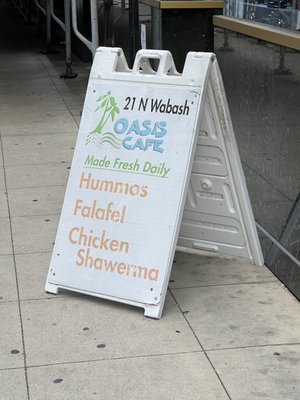 21 N Wabash
OASIS
CAFE
Made Fresh Daily
Hummos
Falafel
Chicken
Shawerma